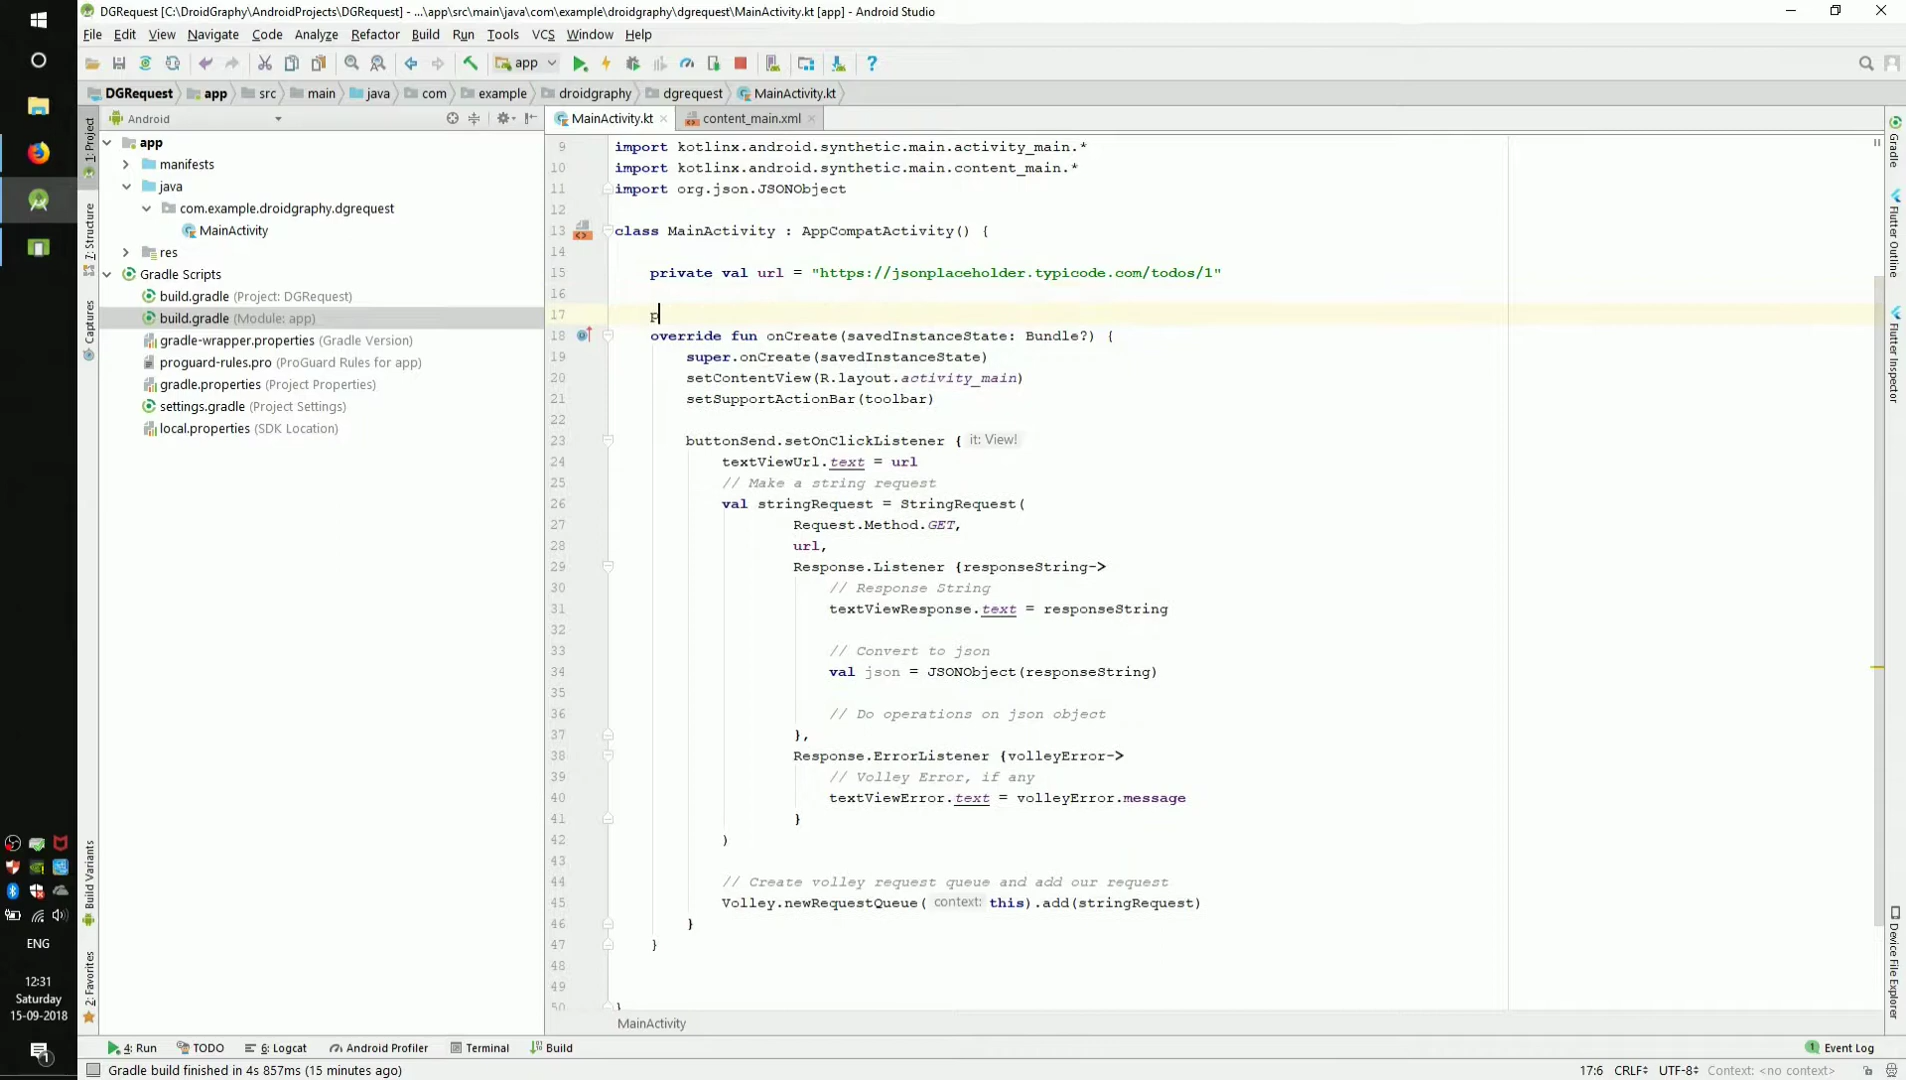 DGRequest [C:\DroidGraphy\AndroidProjects\DGRequest] - ...\app\src\main\java\com\example\droidgraphy\dgrequest\MainActivity.kt [app] - Android Studio
File Edit View Navigate Code Analyze Refactor Build Run Tools VCS Window Help
app
DGRequest app src main java com example droidgraphy dgrequest MainActivity.kt
Android
MainActivity.kt content_main.xml
1: Project
7: Structure
Captures
Build Variants
2: Favorites
app
manifests
java
com.example.droidgraphy.dgrequest
MainActivity
res
Gradle Scripts
build.gradle (Project: DGRequest)
build.gradle (Module: app)
gradle-wrapper.properties (Gradle Version)
proguard-rules.pro (ProGuard Rules for app)
gradle.properties (Project Properties)
settings.gradle (Project Settings)
local.properties (SDK Location)
9 import kotlinx.android.synthetic.main.activity_main.*
10 import kotlinx.android.synthetic.main.content_main.*
11 import org.json.JSONObject
12
13 class MainActivity : AppCompatActivity() {
14
15 private val url = "https://jsonplaceholder.typicode.com/todos/1"
16
17 p
18 override fun onCreate(savedInstanceState: Bundle?) {
19 super.onCreate(savedInstanceState)
20 setContentView(R.layout.activity_main)
21 setSupportActionBar(toolbar)
22
23 buttonSend.setOnClickListener { it: View!
24 textViewUrl.text = url
25 // Make a string request
26 val stringRequest = StringRequest(
27 Request.Method.GET,
28 url,
29 Response.Listener {responseString->
30 // Response String
31 textViewResponse.text = responseString
32
33 // Convert to json
34 val json = JSONObject(responseString)
35
36 // Do operations on json object
37 },
38 Response.ErrorListener {volleyError->
39 // Volley Error, if any
40 textViewError.text = volleyError.message
41 }
42 )
43
44 // Create volley request queue and add our request
45 Volley.newRequestQueue( context: this).add(stringRequest)
46 }
47 }
48
49
50 }
MainActivity
Gradle
Flutter Outline
Flutter Inspector
Device File Explorer
4: Run TODO 6: Logcat Android Profiler Terminal Build 1 Event Log
Gradle build finished in 4s 857ms (15 minutes ago) 17:6 CRLF UTF-8 Context: <no context>
ENG
12:31
Saturday
15-09-2018
1